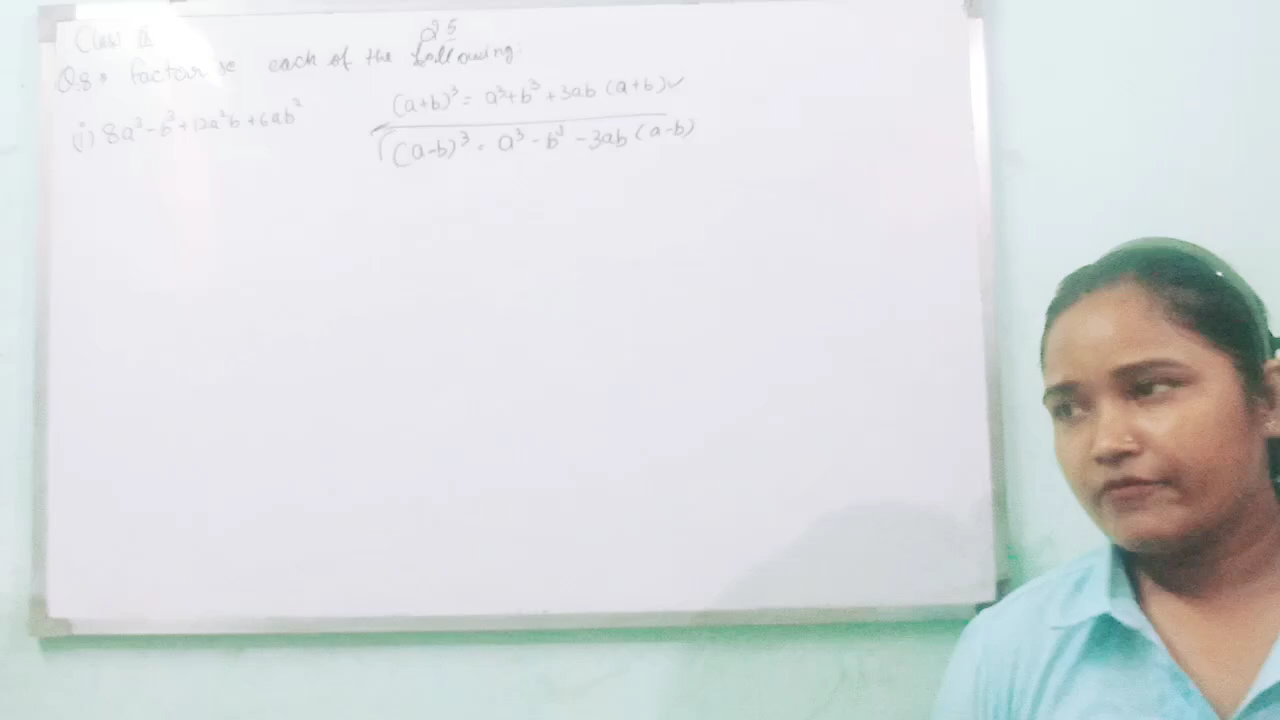 Class
Q.8. factorise each of the following:
(i) 8a³ - b³ + 12a²b + 6ab²
(a+b)³ = a³+b³ +3ab (a+b) ✓
(a-b)³ = a³ - b³ - 3ab (a-b)